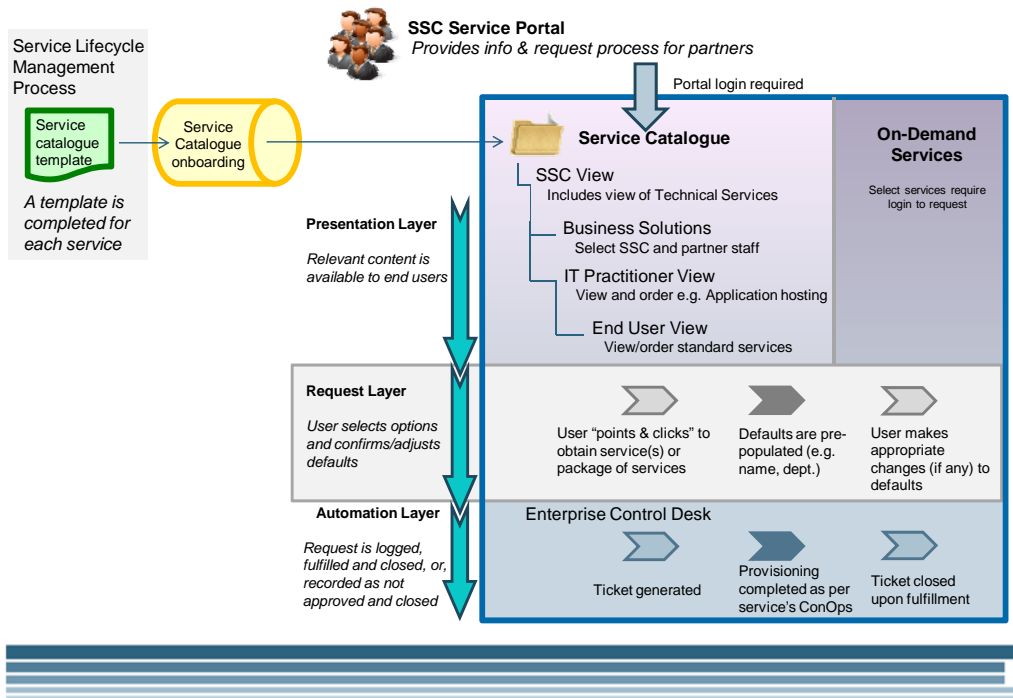 SSC Service Portal
Provides info & request process for partners
Portal login required
Service Lifecycle
Management
Process
Service
catalogue
template
A template is
completed for
each service
Service
Catalogue
onboarding
Service Catalogue
SSC View
Includes view of Technical Services
Business Solutions
Select SSC and partner staff
IT Practitioner View
View and order e.g. Application hosting
End User View
View/order standard services
On-Demand
Services
Select services require
login to request
Presentation Layer
Relevant content is
available to end users
Request Layer
User selects options
and confirms/adjusts
defaults
User “points & clicks” to
obtain service(s) or
package of services
Defaults are pre-
populated (e.g.
name, dept.)
User makes
appropriate
changes (if any) to
defaults
Automation Layer
Request is logged,
fulfilled and closed, or,
recorded as not
approved and closed
Enterprise Control Desk
Ticket generated
Provisioning
completed as per
service’s ConOps
Ticket closed
upon fulfillment